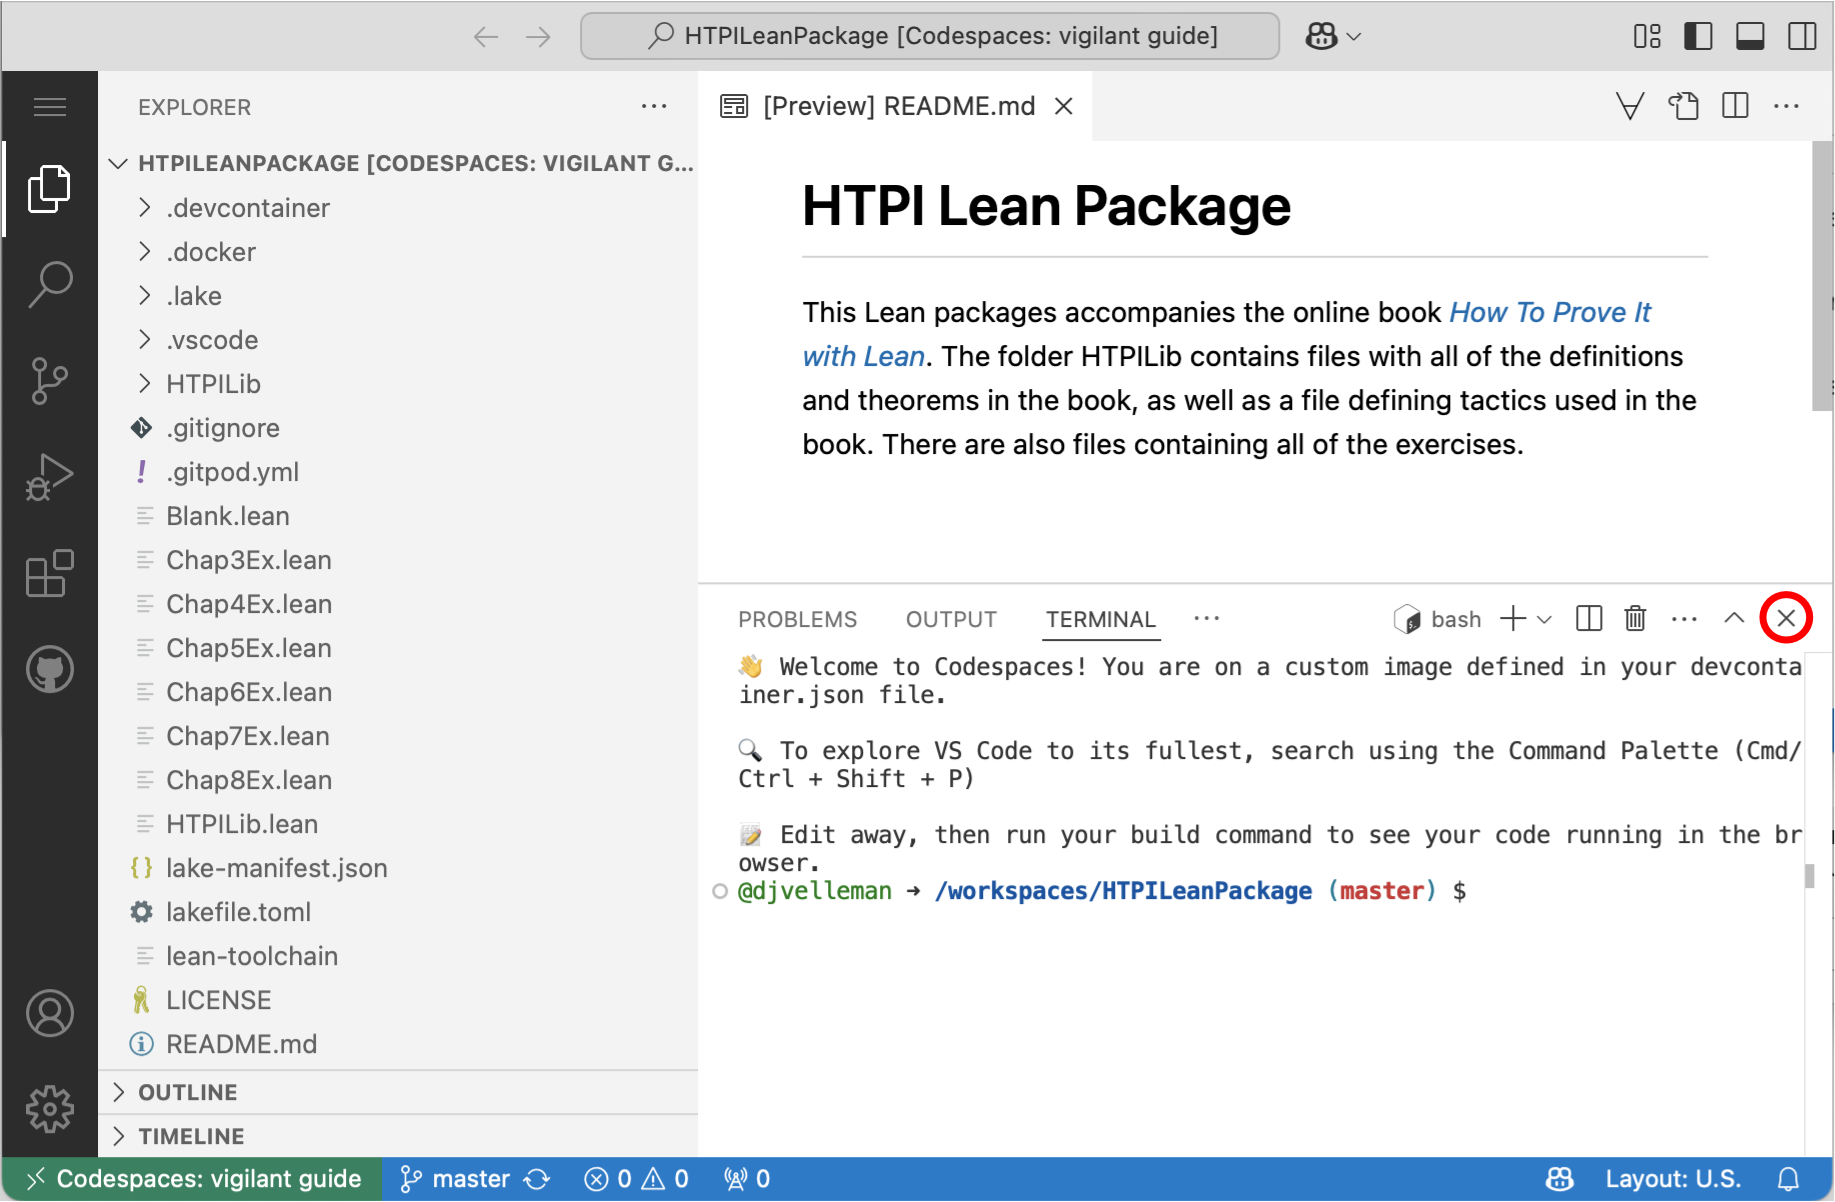 HTPILeanPackage [Codespaces: vigilant guide]
EXPLORER
HTPILEANPACKAGE [CODESPACES: VIGILANT G...
.devcontainer
.docker
.lake
.vscode
HTPILib
.gitignore
.gitpod.yml
Blank.lean
Chap3Ex.lean
Chap4Ex.lean
Chap5Ex.lean
Chap6Ex.lean
Chap7Ex.lean
Chap8Ex.lean
HTPILib.lean
lake-manifest.json
lakefile.toml
lean-toolchain
LICENSE
README.md
OUTLINE
TIMELINE
[Preview] README.md
HTPI Lean Package
This Lean packages accompanies the online book How To Prove It
with Lean. The folder HTPILib contains files with all of the definitions
and theorems in the book, as well as a file defining tactics used in the
book. There are also files containing all of the exercises.
PROBLEMS OUTPUT TERMINAL ... bash
👋 Welcome to Codespaces! You are on a custom image defined in your devconta
iner.json file.
🔍 To explore VS Code to its fullest, search using the Command Palette (Cmd/
Ctrl + Shift + P)
📝 Edit away, then run your build command to see your code running in the br
owser.
@djvelleman ➜ /workspaces/HTPILeanPackage (master) $
Codespaces: vigilant guide master 0 0 0 Layout: U.S.